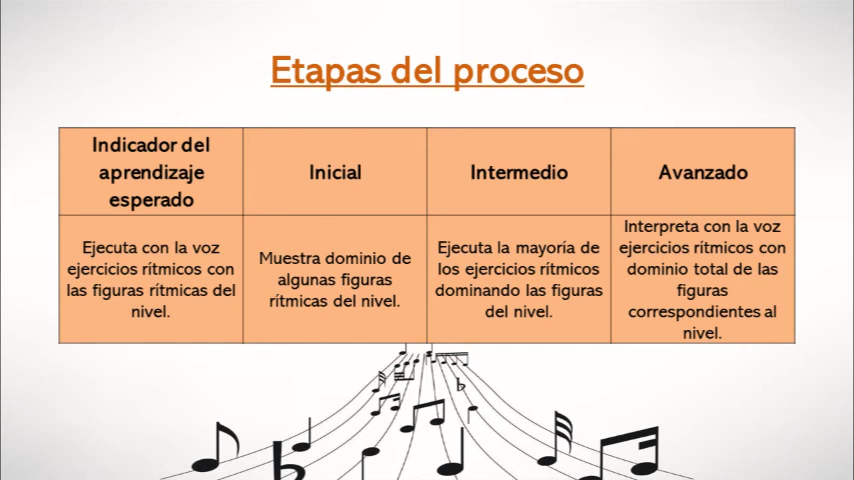 Etapas del proceso
Indicador del
aprendizaje
esperado
Inicial
Intermedio
Avanzado
Ejecuta con la voz
ejercicios rítmicos con
las figuras rítmicas del
nivel.
Muestra dominio de
algunas figuras
rítmicas del nivel.
Ejecuta la mayoría de
los ejercicios rítmicos
dominando las figuras
del nivel.
Interpreta con la voz
ejercicios rítmicos con
dominio total de las
figuras
correspondientes al
nivel.